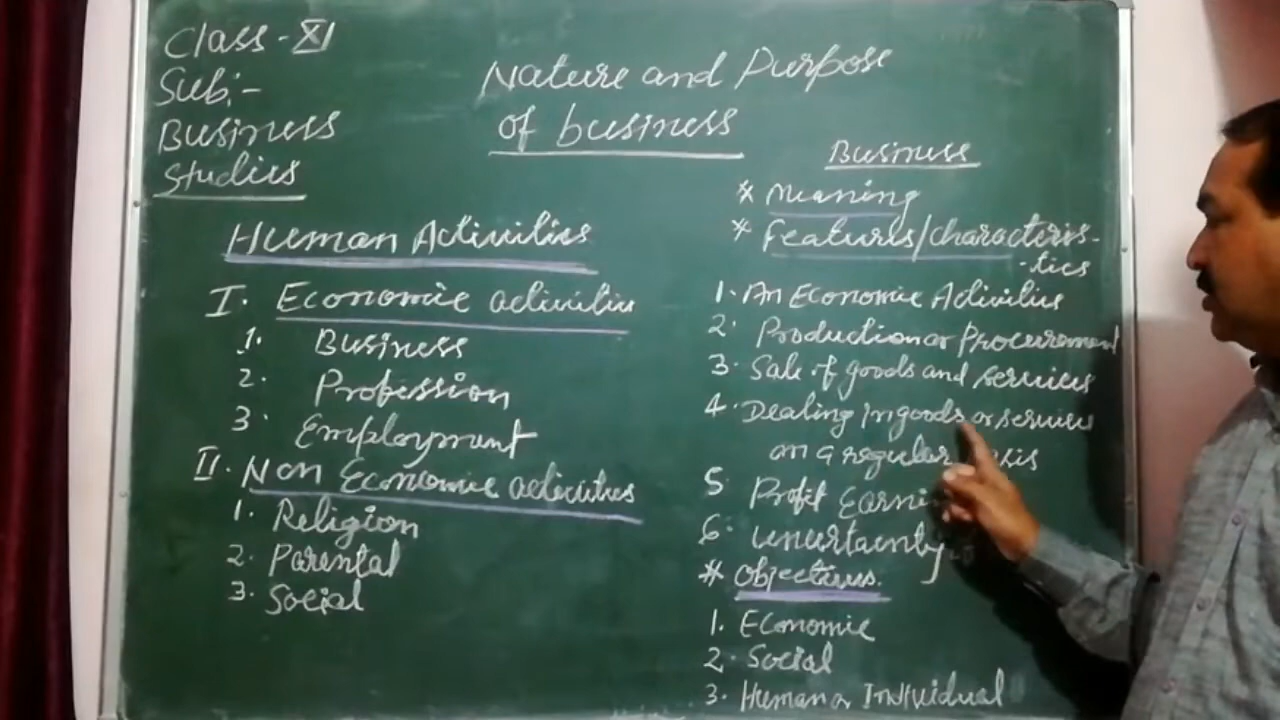 Class - XI
Sub:-
Business
Studies
Nature and Purpose
of business
Human Activities
I. Economic activities
1. Business
2. Profession
3. Employment
II. Non Economic activities
1. Religion
2. Parental
3. Social
Business
* Meaning
* Features/characteris-
-tics
1. An Economic Activities
2. Production or Procurement
3. Sale of goods and services
4. Dealing In goods or services
on a regular
5 Profit
6. Uncertainty
* Objectives.
1. Economic
2. Social
3. Human or Individual